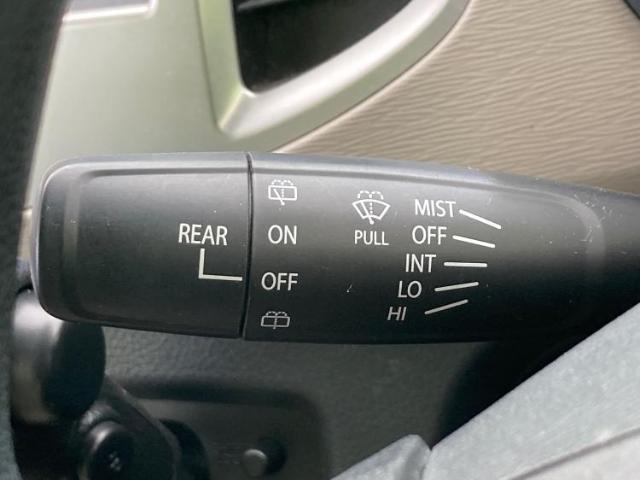 REAR
ON
OFF
PULL
MIST
OFF
INT
LO
HI